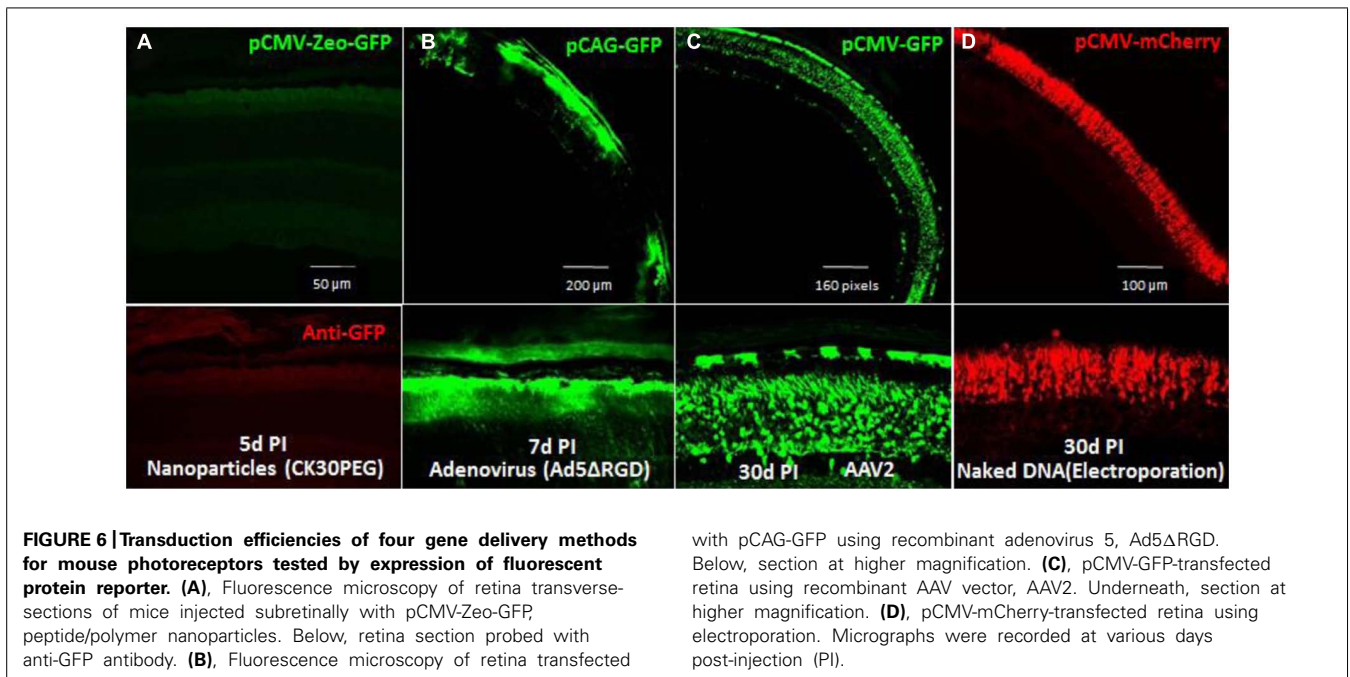 A
pCMV-Zeo-GFP
50 µm
Anti-GFP
5d PI
Nanoparticles (CK30PEG)
B
pCAG-GFP
200 µm
7d PI
Adenovirus (Ad5ΔRGD)
C
pCMV-GFP
160 pixels
30d PI AAV2
D
pCMV-mCherry
100 µm
30d PI
Naked DNA(Electroporation)
FIGURE 6 | Transduction efficiencies of four gene delivery methods
for mouse photoreceptors tested by expression of fluorescent
protein reporter. (A), Fluorescence microscopy of retina transverse-
sections of mice injected subretinally with pCMV-Zeo-GFP,
peptide/polymer nanoparticles. Below, retina section probed with
anti-GFP antibody. (B), Fluorescence microscopy of retina transfected
with pCAG-GFP using recombinant adenovirus 5, Ad5ΔRGD.
Below, section at higher magnification. (C), pCMV-GFP-transfected
retina using recombinant AAV vector, AAV2. Underneath, section at
higher magnification. (D), pCMV-mCherry-transfected retina using
electroporation. Micrographs were recorded at various days
post-injection (PI).